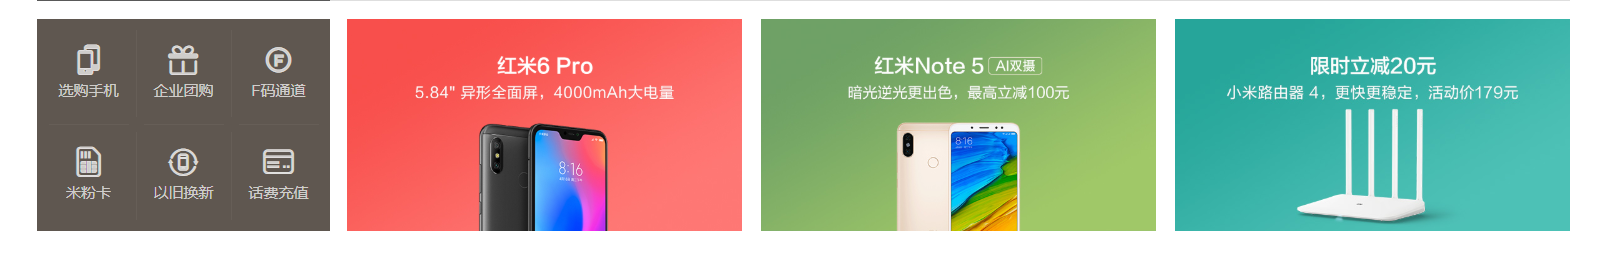 选购手机
企业团购
F码通道
米粉卡
以旧换新
话费充值
红米6 Pro
5.84" 异形全面屏，4000mAh大电量
8:16
红米Note 5 AI双摄
暗光逆光更出色，最高立减100元
8:16
限时立减20元
小米路由器 4，更快更稳定，活动价179元